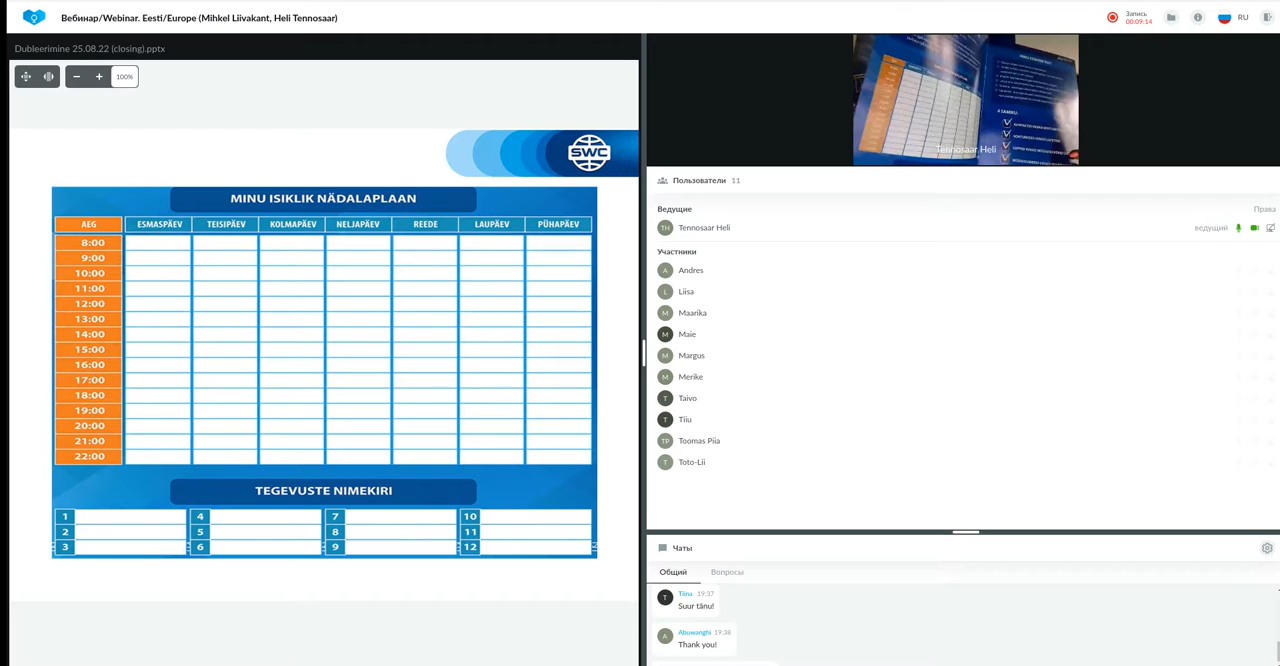 Вебинар/Webinar. Eesti/Europe (Mihkel Liivakant, Heli Tennosaar)
Запись
00:09:14
RU
Dubleerimine 25.08.22 (closing).pptx
100%
SWC
MINU ISIKLIK NÄDALAPLAAN
AEG ESMASPÄEV TEISIPÄEV KOLMAPÄEV NELJAPÄEV REEDE LAUPÄEV PÜHAPÄEV
8:00
9:00
10:00
11:00
12:00
13:00
14:00
15:00
16:00
17:00
18:00
19:00
20:00
21:00
22:00
TEGEVUSTE NIMEKIRI
1 4 7 10
2 5 8 11
3 6 9 12
Tennosaar Heli
Пользователи 11
Ведущие Права
TH Tennosaar Heli ведущий
Участники
A Andres
L Liisa
M Maarika
M Maie
M Margus
M Merike
T Taivo
T Tiiu
TP Toomas Piia
T Toto-Lii
Чаты
Общий Вопросы
T Tiina 19:37
Suur tänu!
A Abuwanghi 19:38
Thank you!